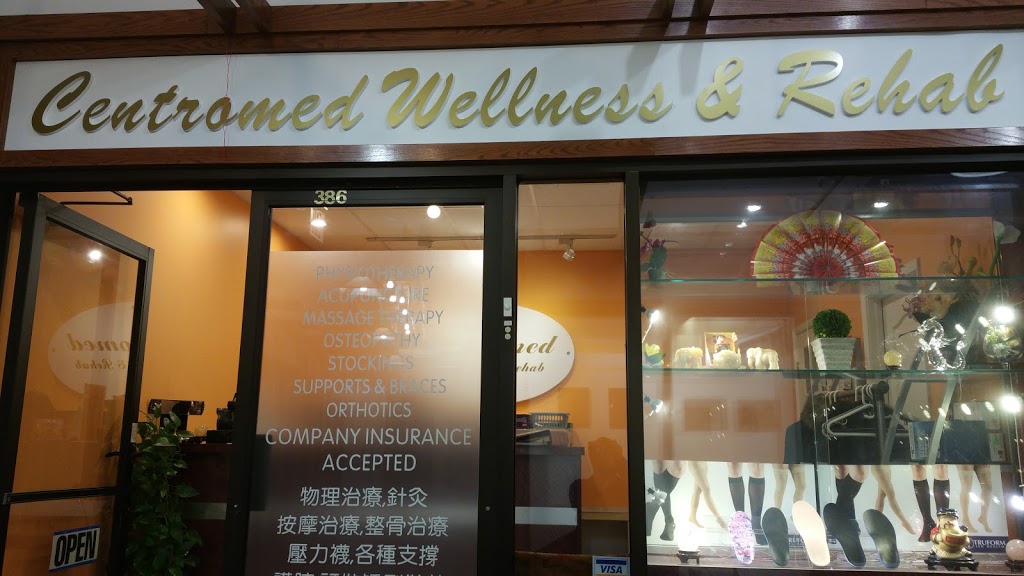 Centromed Wellness & Rehab
386
PHYSIOTHERAPY
ACUPUNCTURE
MASSAGE THERAPY
OSTEOPATHY
STOCKINGS
SUPPORTS & BRACES
ORTHOTICS
COMPANY INSURANCE
ACCEPTED
物理治療,針灸
按摩治療,整骨治療
壓力襪,各種支撐
OPEN
VISA
TRUFORM